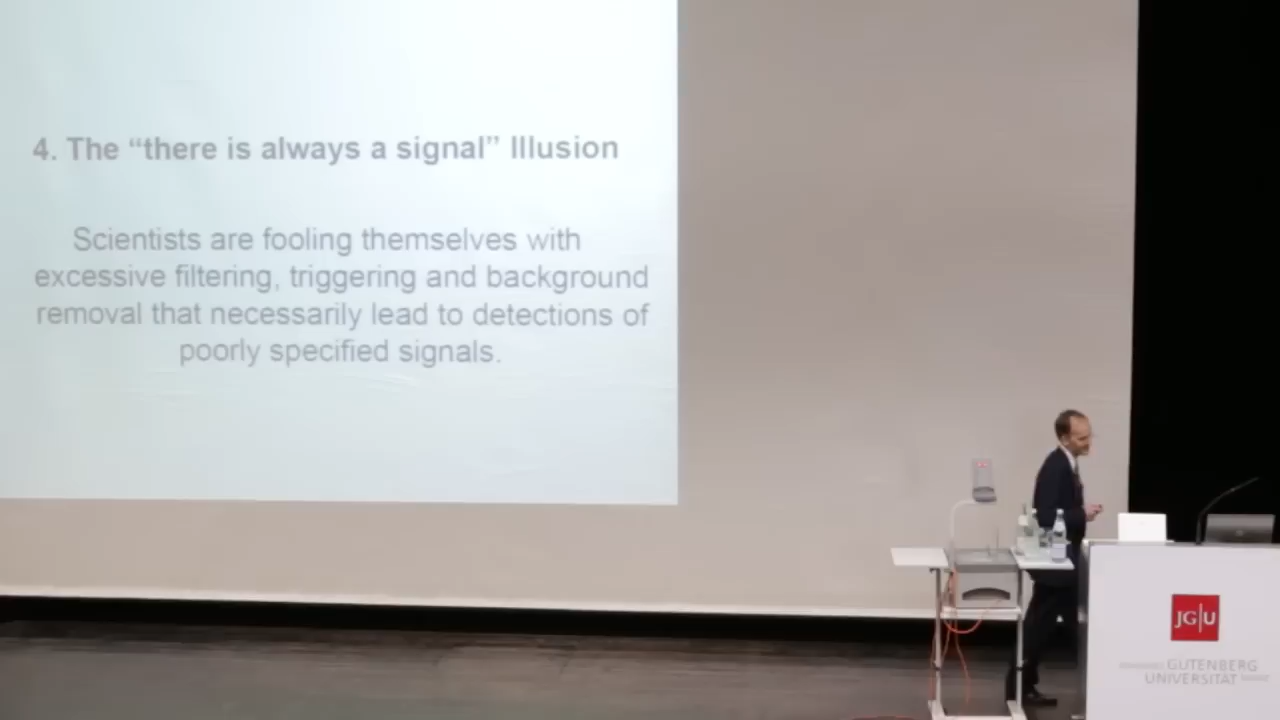 4. The “there is always a signal” Illusion
Scientists are fooling themselves with
excessive filtering, triggering and background
removal that necessarily lead to detections of
poorly specified signals.
JG|U
GUTENBERG
UNIVERSITÄT